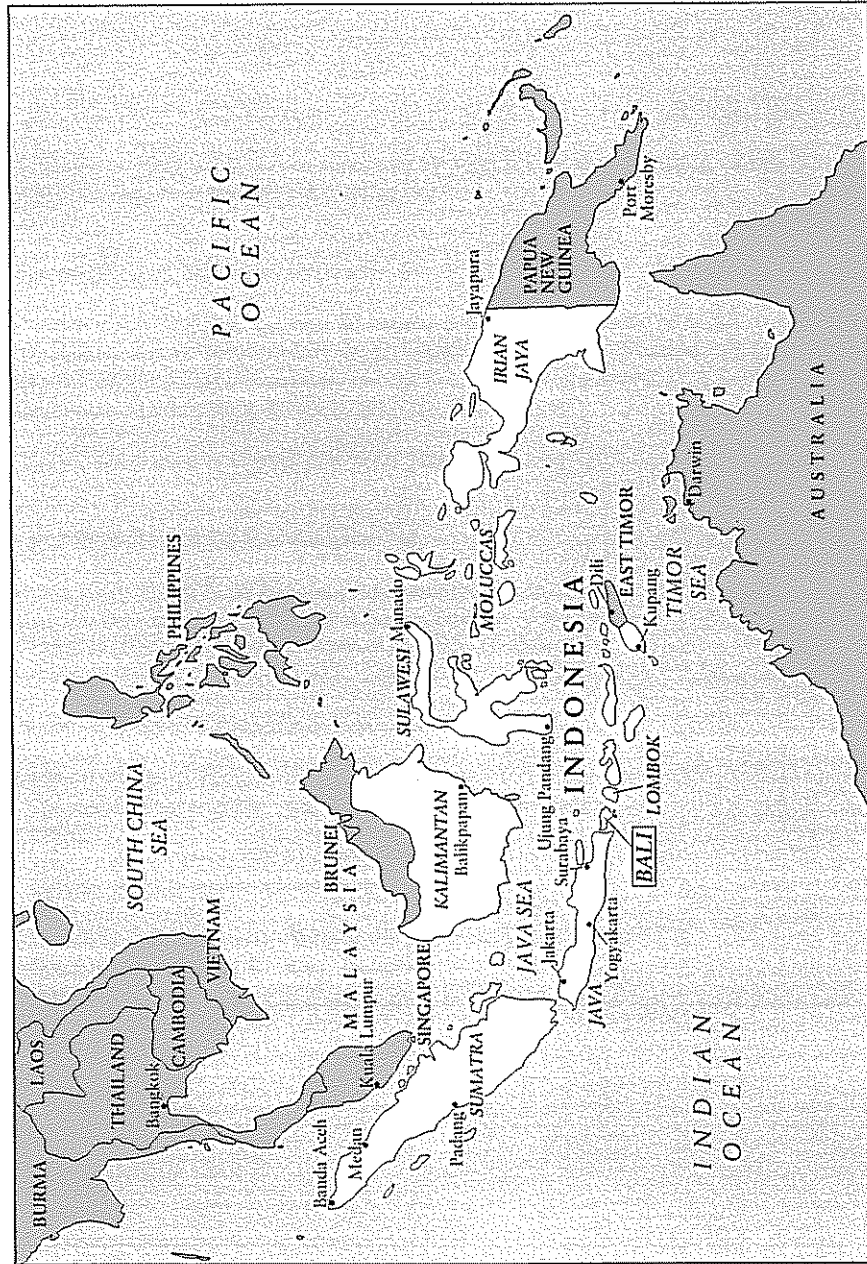 BURMA
LAOS
THAILAND
Bangkok
CAMBODIA
VIETNAM
SOUTH CHINA
SEA
PHILIPPINES
PACIFIC
OCEAN
BRUNEI
MALAYSIA
Kuala Lumpur
SINGAPORE
Banda Aceh
Medan
Padang
SUMATRA
KALIMANTAN
Balikpapan
SULAWESI
Manado
MOLUCCAS
Jayapura
IRIAN
JAYA
PAPUA
NEW
GUINEA
Port
Moresby
JAVA SEA
Jakarta
JAVA
Yogyakarta
Surabaya
Ujung Pandang
INDONESIA
BALI
LOMBOK
Dili
EAST TIMOR
Kupang
TIMOR
SEA
Darwin
AUSTRALIA
INDIAN
OCEAN